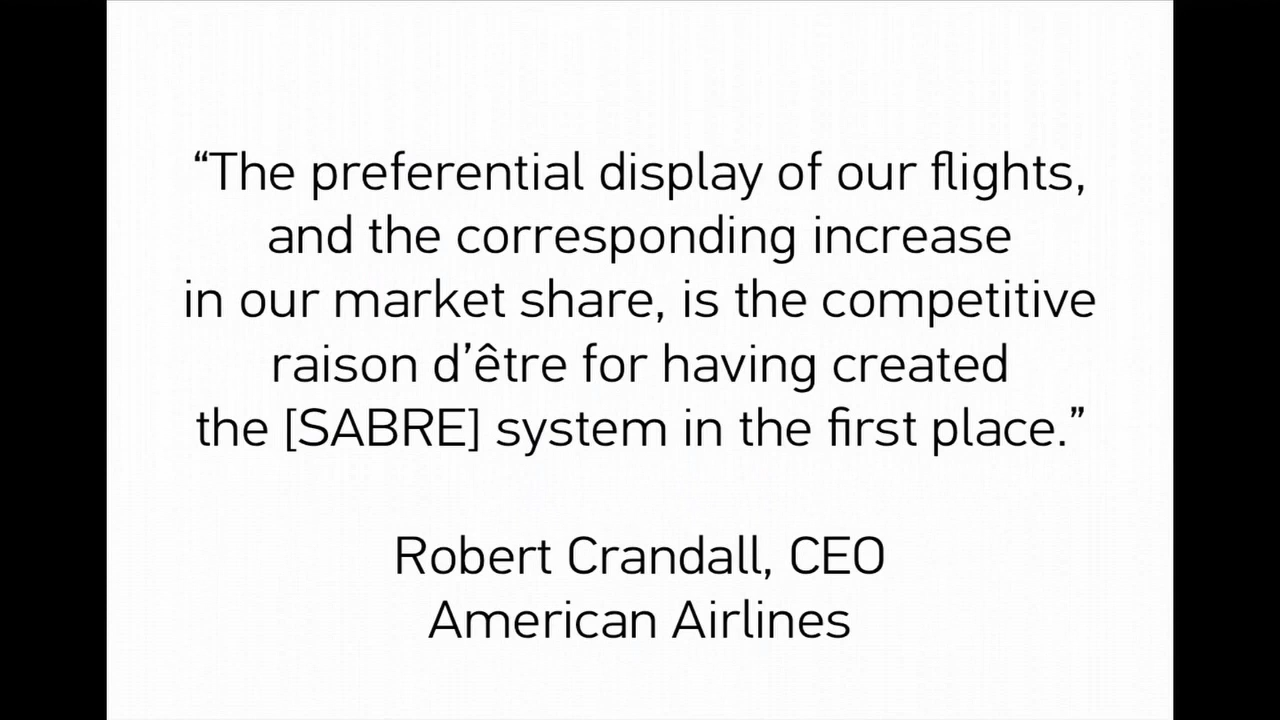 “The preferential display of our flights,
and the corresponding increase
in our market share, is the competitive
raison d’être for having created
the [SABRE] system in the first place.”
Robert Crandall, CEO
American Airlines